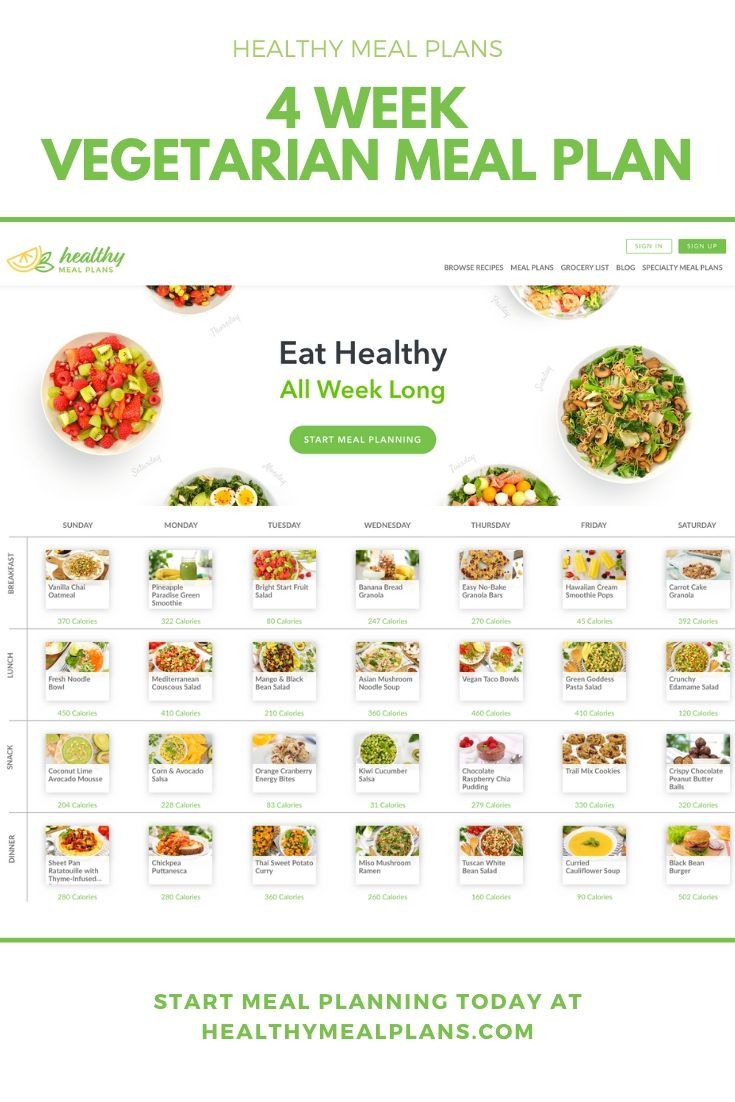 HEALTHY MEAL PLANS
4 WEEK
VEGETARIAN MEAL PLAN
healthy
MEAL PLANS
SIGN IN
SIGN UP
BROWSE RECIPES MEAL PLANS GROCERY LIST BLOG SPECIALTY MEAL PLANS
Thursday
Friday
Eat Healthy
All Week Long
Sunday
START MEAL PLANNING
Saturday
Monday
Tuesday
SUNDAY MONDAY TUESDAY WEDNESDAY THURSDAY FRIDAY SATURDAY
BREAKFAST
Vanilla Chai
Oatmeal
370 Calories
Pineapple
Paradise Green
Smoothie
322 Calories
Bright Start Fruit
Salad
80 Calories
Banana Bread
Granola
247 Calories
Easy No-Bake
Granola Bars
270 Calories
Hawaiian Cream
Smoothie Pops
45 Calories
Carrot Cake
Granola
392 Calories
LUNCH
Fresh Noodle
Bowl
450 Calories
Mediterranean
Couscous Salad
410 Calories
Mango & Black
Bean Salad
210 Calories
Asian Mushroom
Noodle Soup
360 Calories
Vegan Taco Bowls
460 Calories
Green Goddess
Pasta Salad
410 Calories
Crunchy
Edamame Salad
120 Calories
SNACK
Coconut Lime
Avocado Mousse
204 Calories
Corn & Avocado
Salsa
228 Calories
Orange Cranberry
Energy Bites
83 Calories
Kiwi Cucumber
Salsa
31 Calories
Chocolate
Raspberry Chia
Pudding
279 Calories
Trail Mix Cookies
330 Calories
Crispy Chocolate
Peanut Butter
Balls
320 Calories
DINNER
Sheet Pan
Ratatouille with
Thyme-Infused...
280 Calories
Chickpea
Puttanesca
280 Calories
Thai Sweet Potato
Curry
360 Calories
Miso Mushroom
Ramen
260 Calories
Tuscan White
Bean Salad
160 Calories
Curried
Cauliflower Soup
90 Calories
Black Bean
Burger
502 Calories
START MEAL PLANNING TODAY AT
HEALTHYMEALPLANS.COM